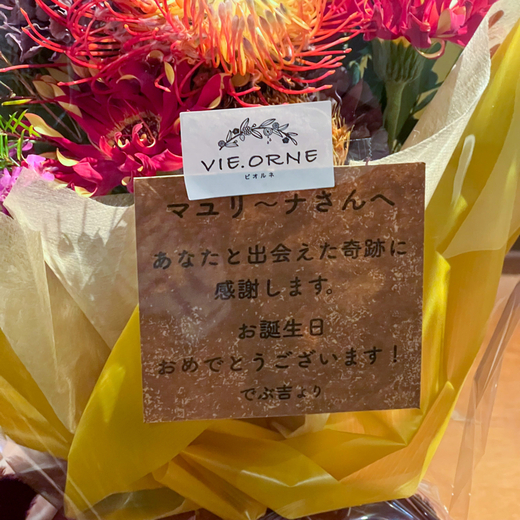 VIE.ORNE
ビオルネ
マユリ〜ナさんへ
あなたと出会えた奇跡に
感謝します。
お誕生日
おめでとうございます!
でぶ吉より